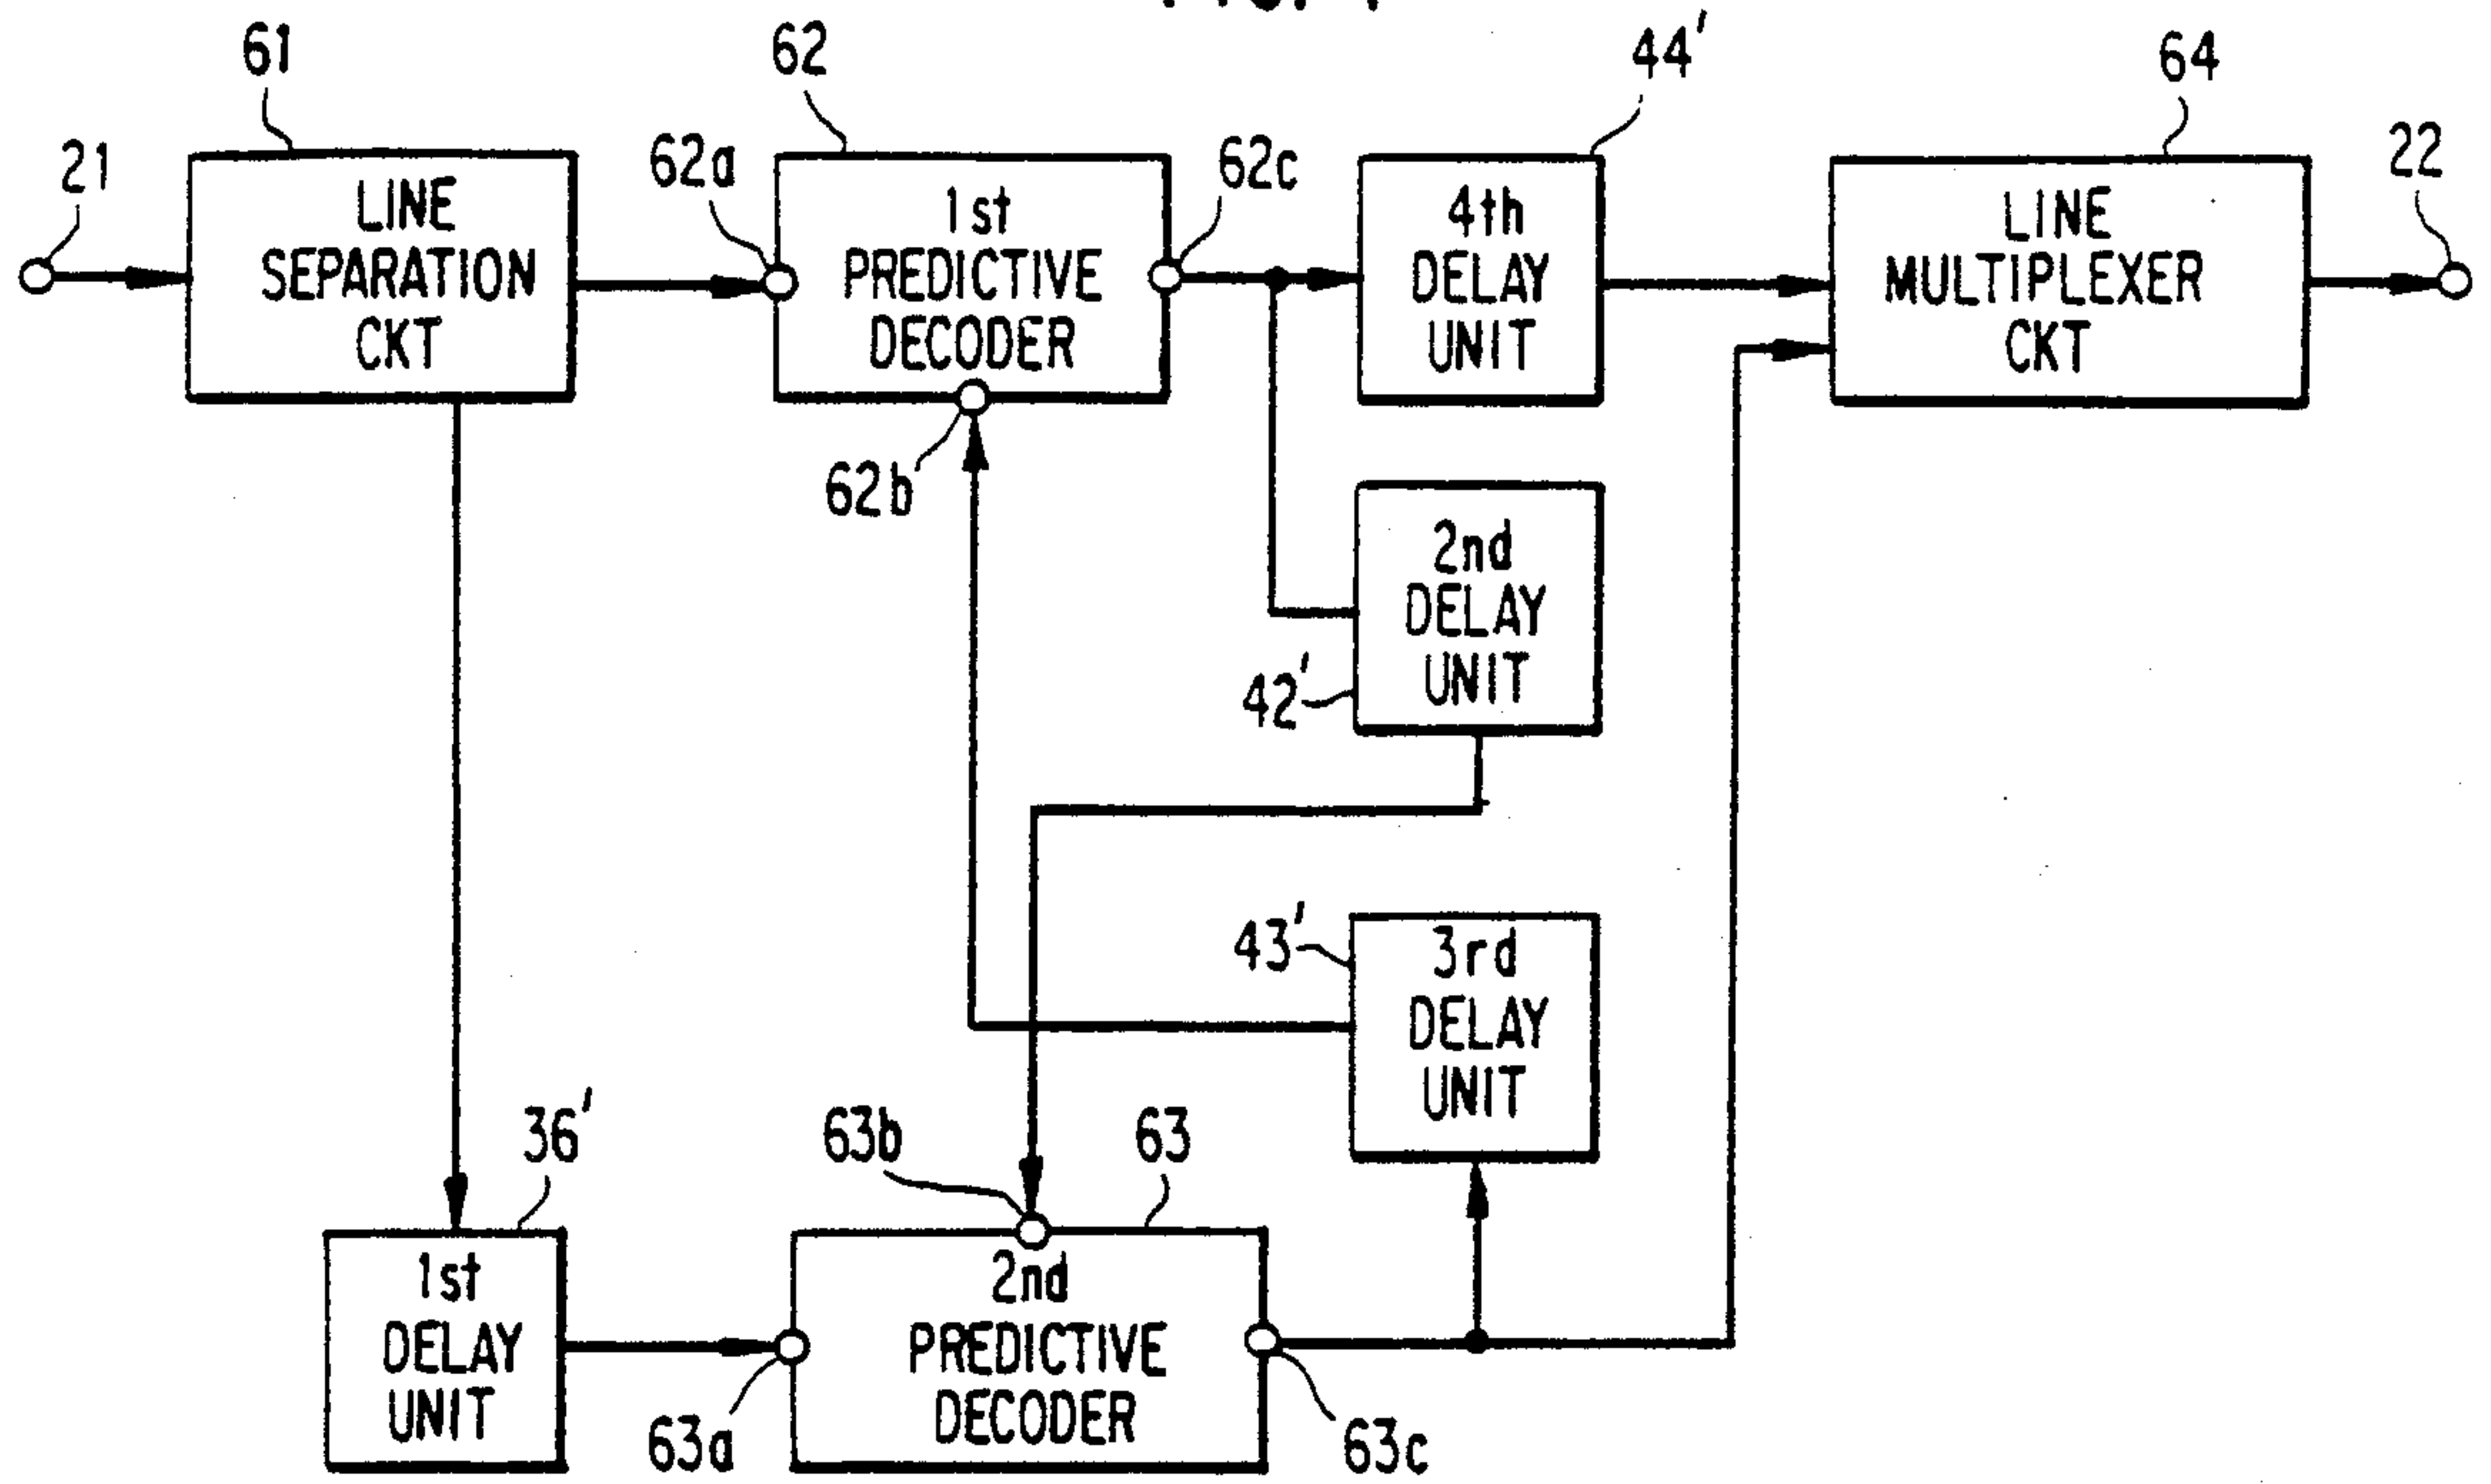 61
62
44'
64
21
62a
62c
22
LINE
SEPARATION
CKT
1st
PREDICTIVE
DECODER
4th
DELAY
UNIT
LINE
MULTIPLEXER
CKT
62b
2nd
DELAY
UNIT
42'
43'
3rd
DELAY
UNIT
36'
63b
63
1st
DELAY
UNIT
2nd
PREDICTIVE
DECODER
63a
63c